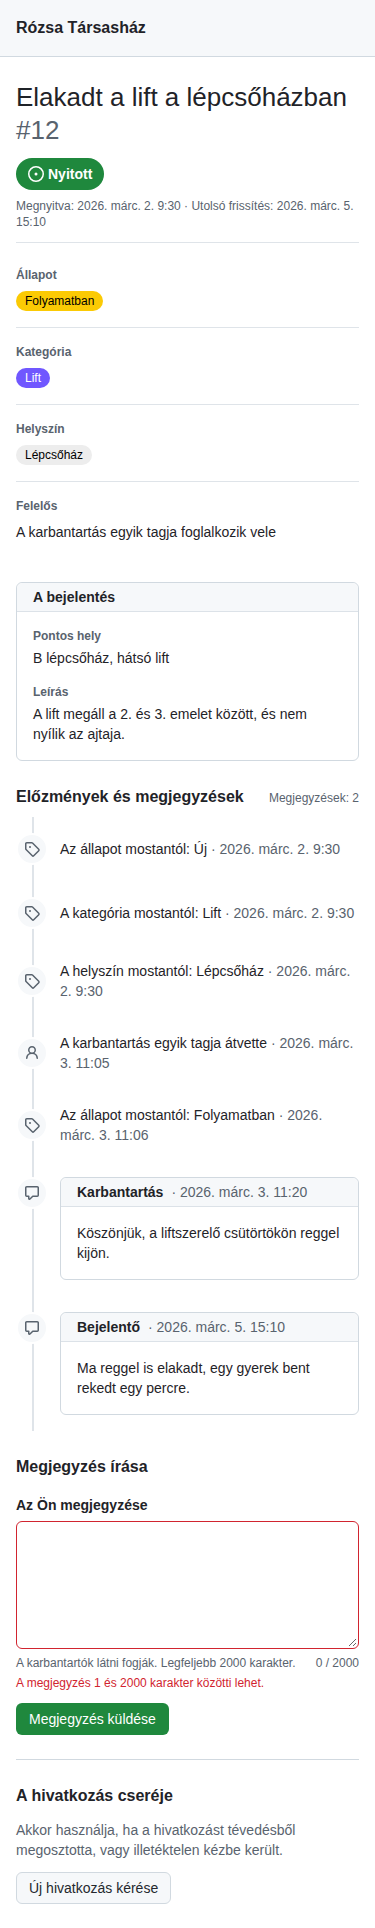 Rózsa Társasház
Elakadt a lift a lépcsőházban
#12
Nyitott
Megnyitva: 2026. márc. 2. 9:30 · Utolsó frissítés: 2026. márc. 5.
15:10
Állapot
Folyamatban
Kategória
Lift
Helyszín
Lépcsőház
Felelős
A karbantartás egyik tagja foglalkozik vele
A bejelentés
Pontos hely
B lépcsőház, hátsó lift
Leírás
A lift megáll a 2. és 3. emelet között, és nem
nyílik az ajtaja.
Előzmények és megjegyzések Megjegyzések: 2
Az állapot mostantól: Új · 2026. márc. 2. 9:30
A kategória mostantól: Lift · 2026. márc. 2. 9:30
A helyszín mostantól: Lépcsőház · 2026. márc.
2. 9:30
A karbantartás egyik tagja átvette · 2026. márc.
3. 11:05
Az állapot mostantól: Folyamatban · 2026.
márc. 3. 11:06
Karbantartás · 2026. márc. 3. 11:20
Köszönjük, a liftszerelő csütörtökön reggel
kijön.
Bejelentő · 2026. márc. 5. 15:10
Ma reggel is elakadt, egy gyerek bent
rekedt egy percre.
Megjegyzés írása
Az Ön megjegyzése
A karbantartók látni fogják. Legfeljebb 2000 karakter. 0 / 2000
A megjegyzés 1 és 2000 karakter közötti lehet.
Megjegyzés küldése
A hivatkozás cseréje
Akkor használja, ha a hivatkozást tévedésből
megosztotta, vagy illetéktelen kézbe került.
Új hivatkozás kérése